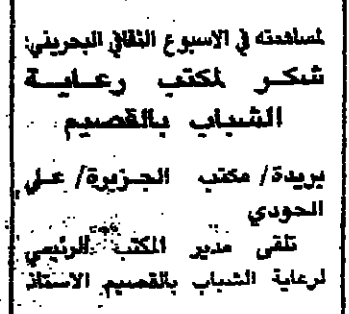 لمساهمته في الاسبوع الثقافي البحريني:
شكر لمكتب رعاية
الشباب بالقصيم
بريدة/ مكتب الجزيرة/ علي
الحودي
تلقى مدير المكتب الرئيسي
لرعاية الشباب بالقصيم الاستاذ